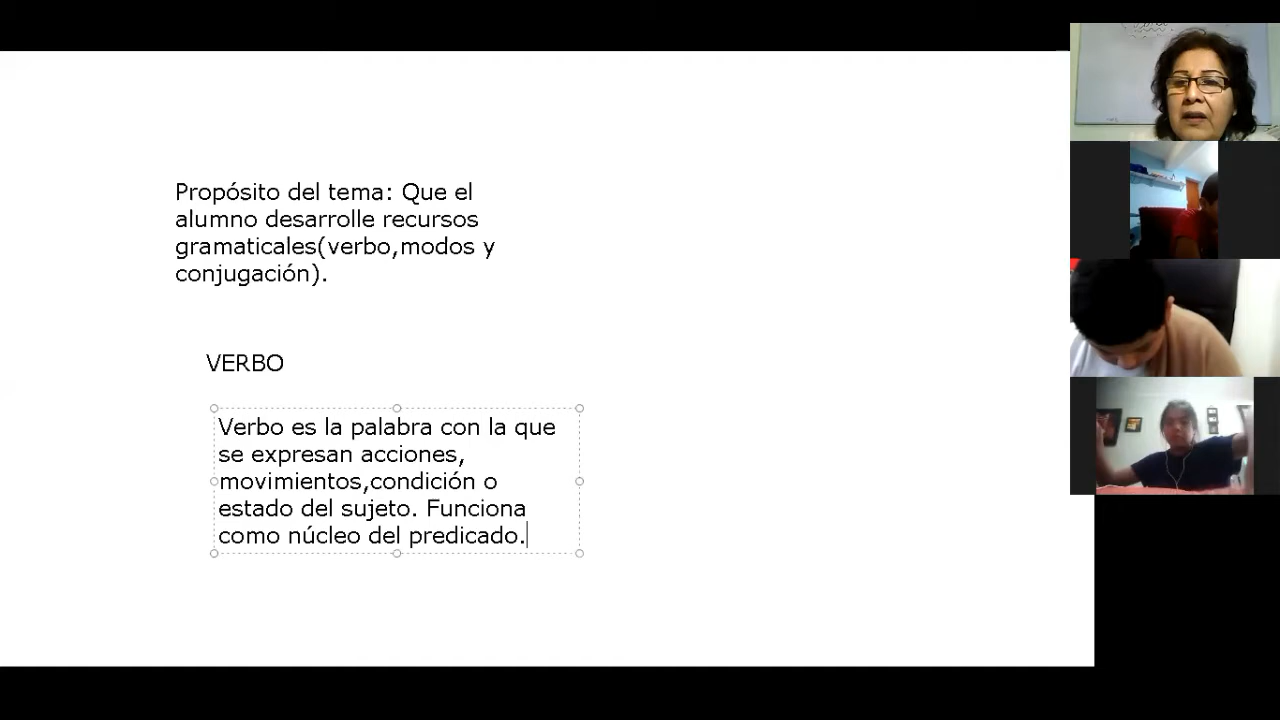 Propósito del tema: Que el
alumno desarrolle recursos
gramaticales(verbo,modos y
conjugación).
VERBO
Verbo es la palabra con la que
se expresan acciones,
movimientos,condición o
estado del sujeto. Funciona
como núcleo del predicado.